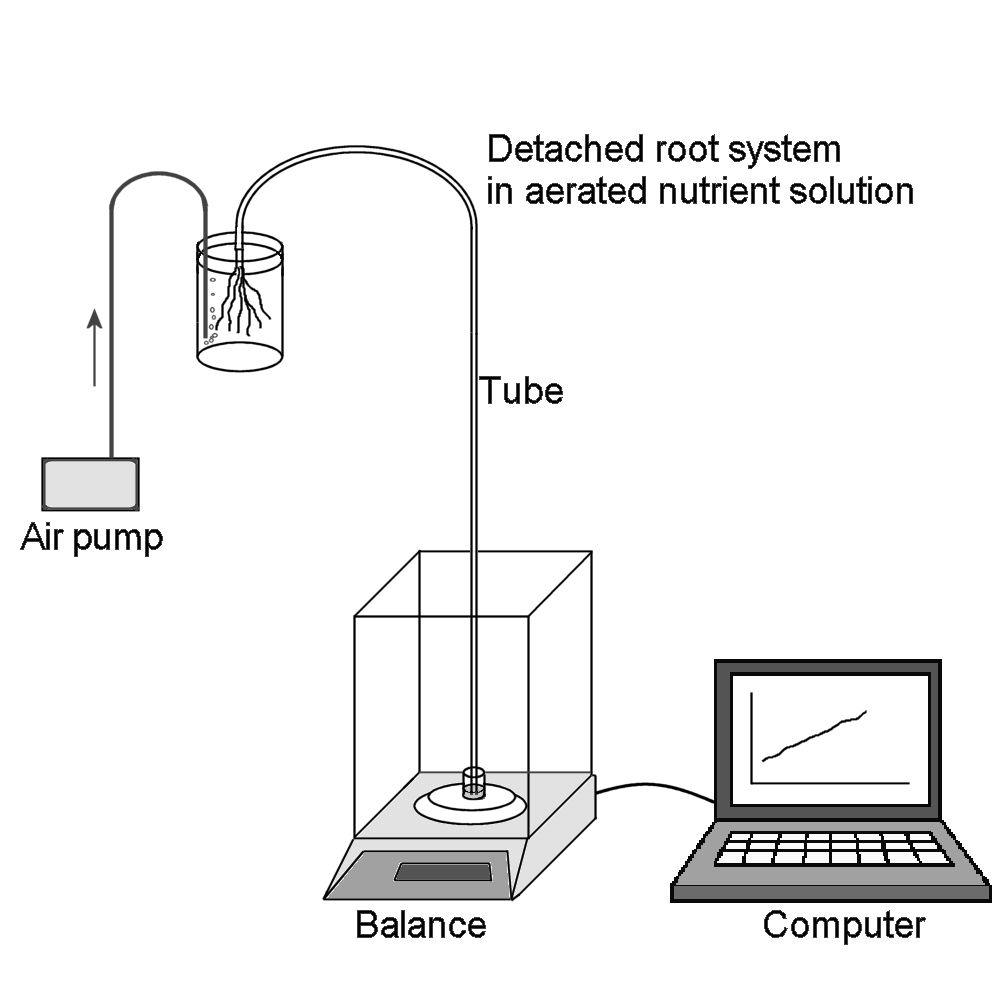 Detached root system
in aerated nutrient solution
Tube
Air pump
Balance
Computer